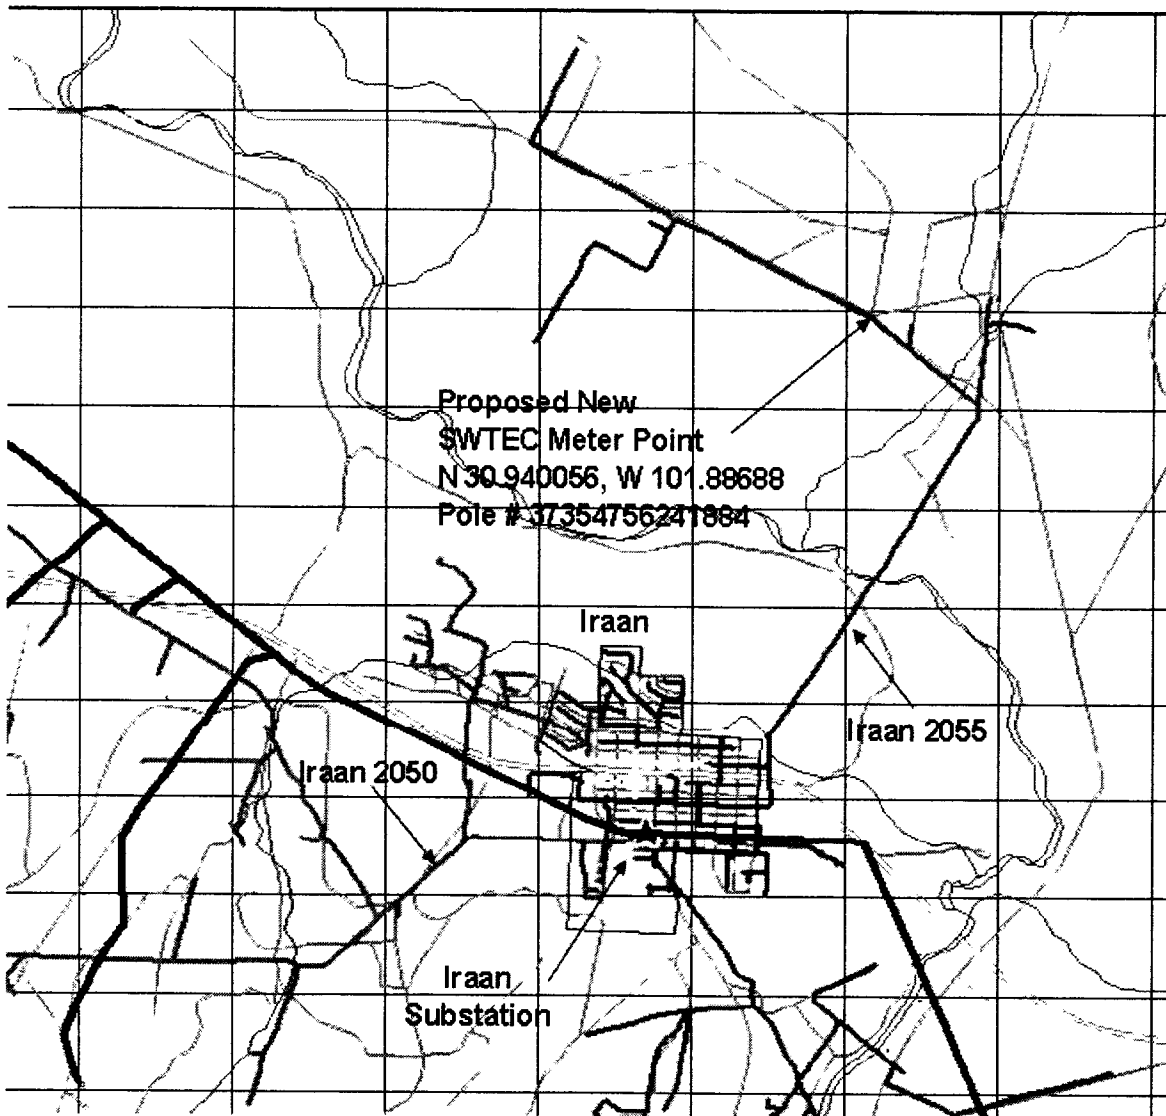 Proposed New
SWTEC Meter Point
N 30.940056, W 101.88688
Pole # 37354756241884
Iraan
Iraan 2055
Iraan 2050
Iraan
Substation